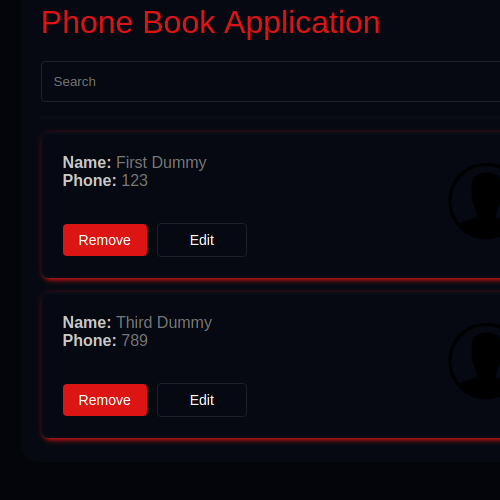 Phone Book Application
Search
Name: First Dummy
Phone: 123
Remove Edit
Name: Third Dummy
Phone: 789
Remove Edit